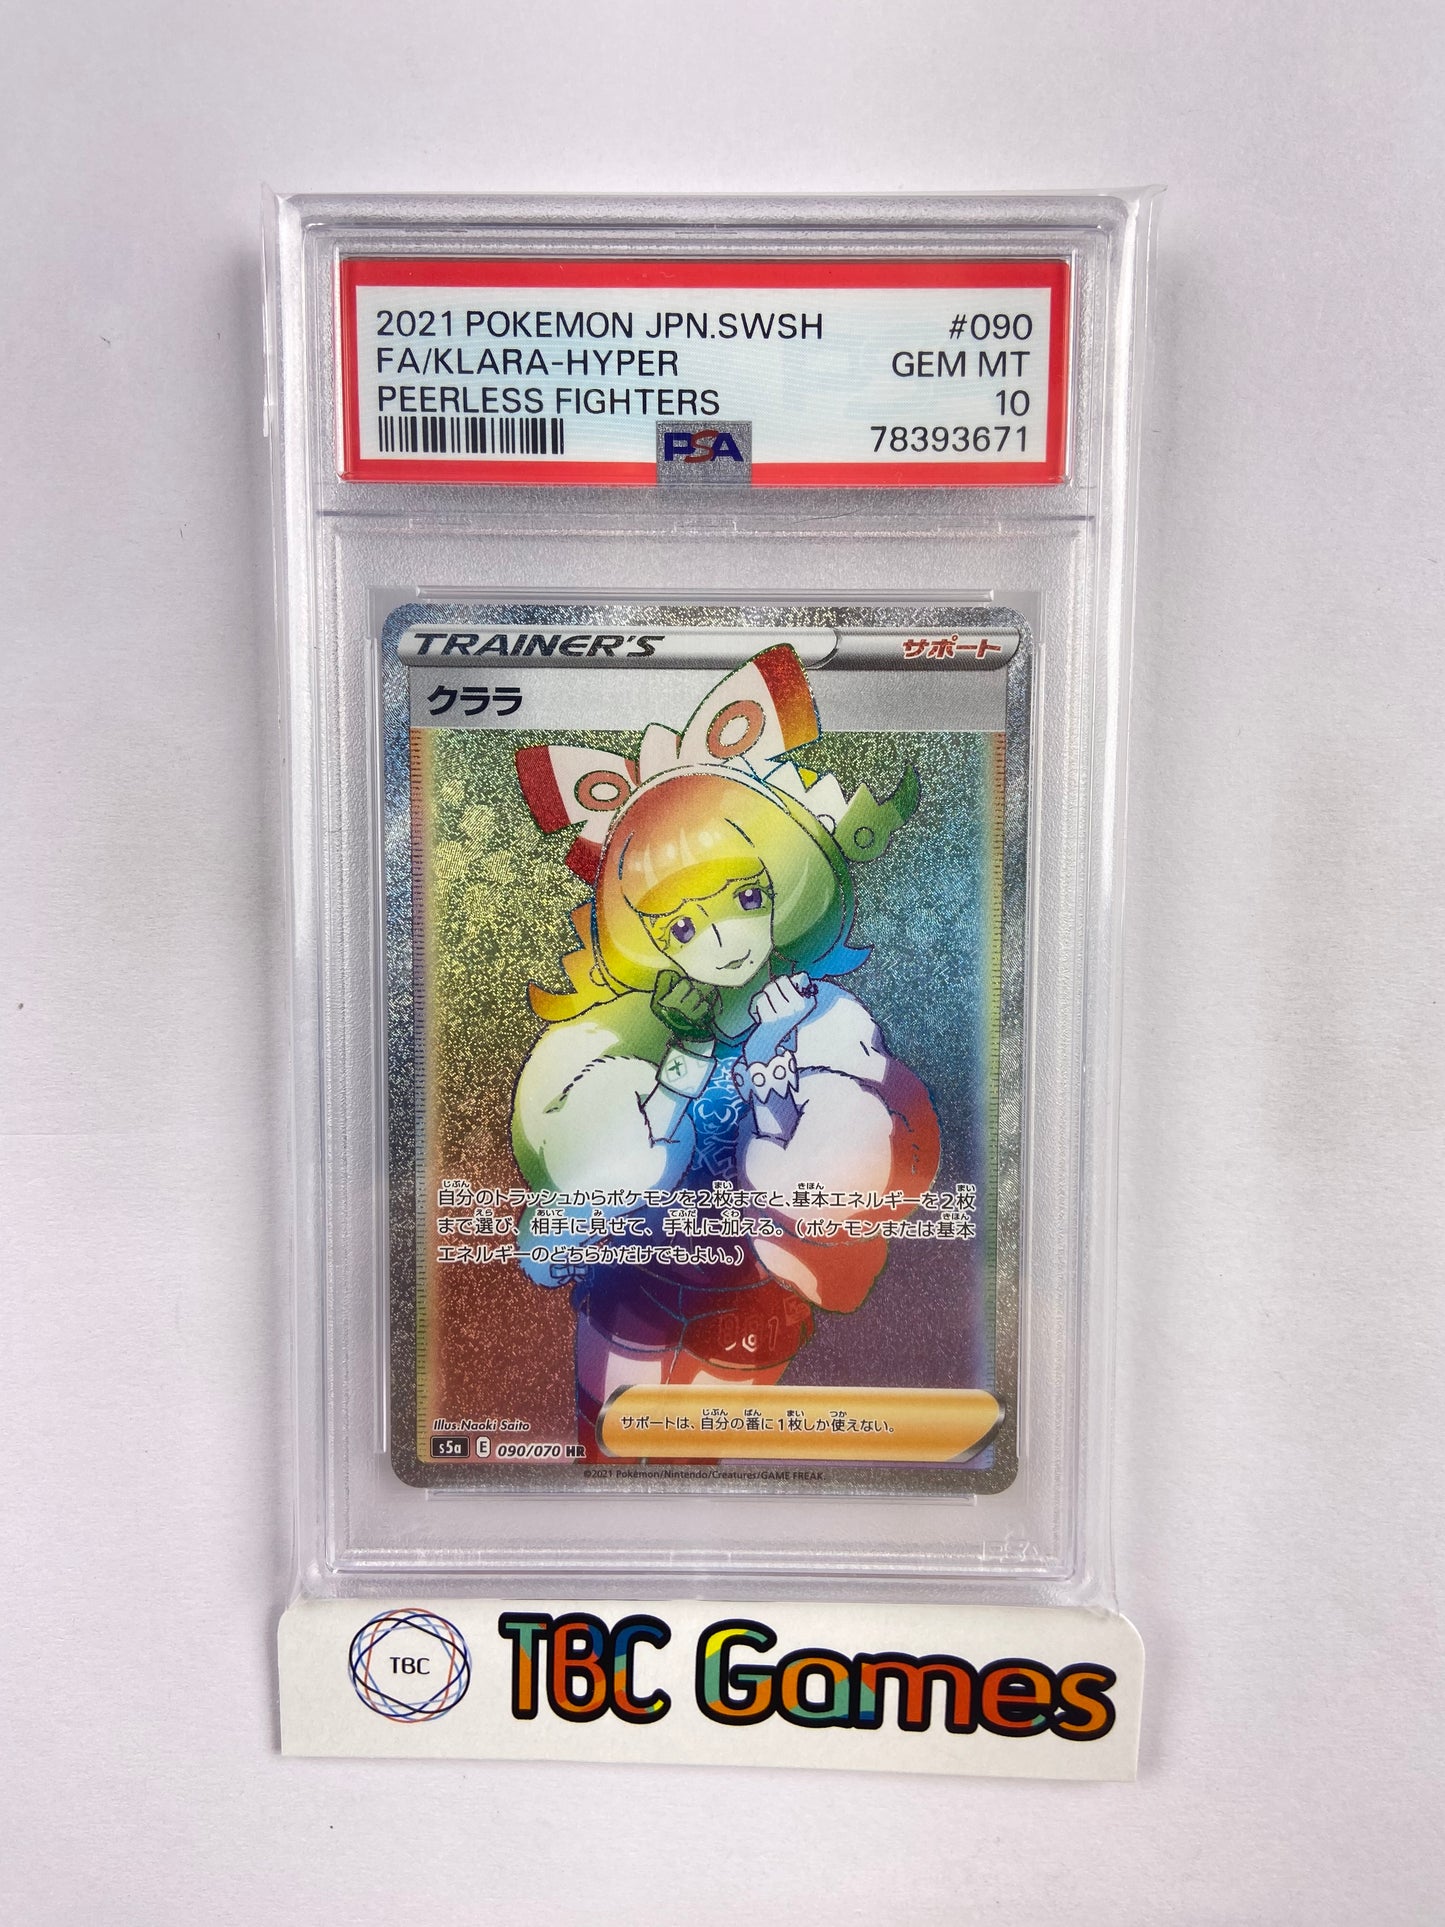 2021 POKEMON JPN.SWSH #090
FA/KLARA-HYPER GEM MT
PEERLESS FIGHTERS 10
PSA 78393671
TRAINER'S サポート
クララ
自分のトラッシュからポケモンを2枚までと、基本エネルギーを2枚
まで選び、相手に見せて、手札に加える。(ポケモンまたは基本
エネルギーのどちらかだけでもよい。)
サポートは、自分の番に1枚しか使えない。
Illus. Naoki Saito
s5a E 090/070 HR
©2021 Pokémon/Nintendo/Creatures/GAME FREAK.
PSA
TBC TBC Games